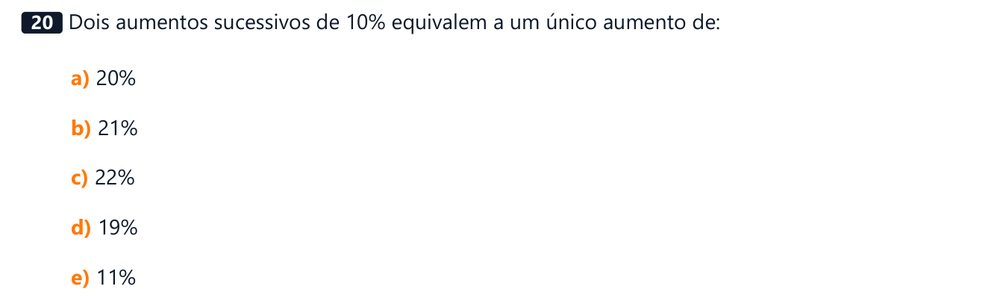 20 Dois aumentos sucessivos de 10% equivalem a um único aumento de:
a) 20%
b) 21%
c) 22%
d) 19%
e) 11%